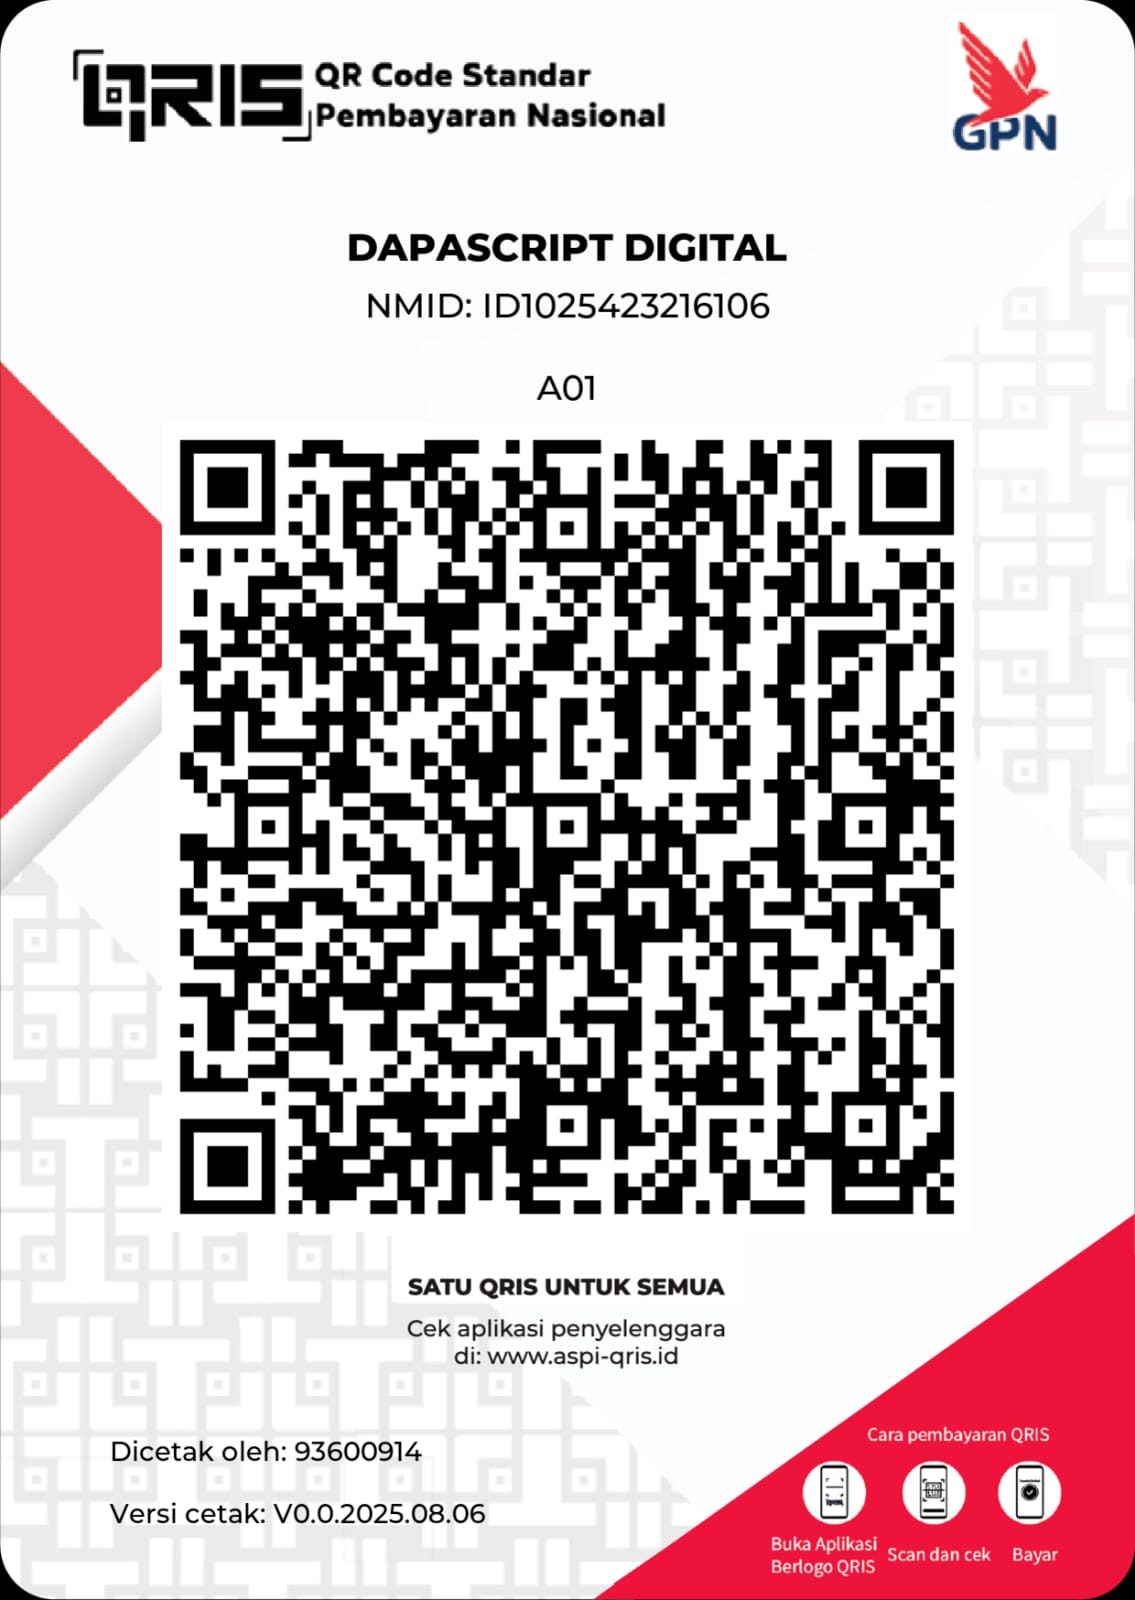 QRIS
QR Code Standar
Pembayaran Nasional
GPN
DAPASCRIPT DIGITAL
NMID: ID1025423216106
A01
SATU QRIS UNTUK SEMUA
Cek aplikasi penyelenggara
di: www.aspi-qris.id
Dicetak oleh: 93600914
Versi cetak: V0.0.2025.08.06
Cara pembayaran QRIS
Buka Aplikasi
Berlogo QRIS
Scan dan cek
Bayar